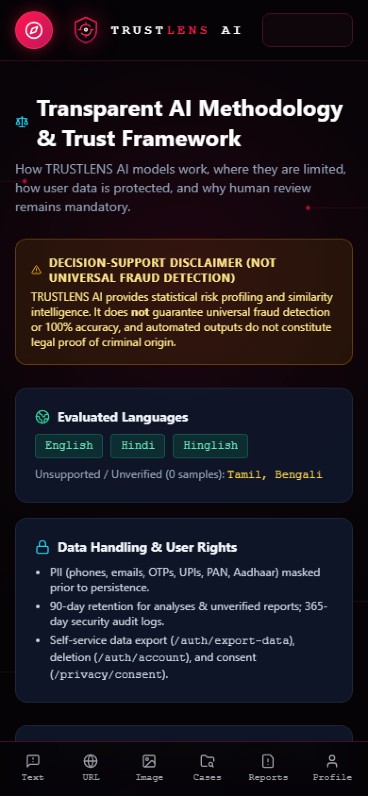 TRUSTLENS AI
Transparent AI Methodology
& Trust Framework
How TRUSTLENS AI models work, where they are limited,
how user data is protected, and why human review
remains mandatory.
DECISION-SUPPORT DISCLAIMER (NOT
UNIVERSAL FRAUD DETECTION)
TRUSTLENS AI provides statistical risk profiling and similarity
intelligence. It does not guarantee universal fraud detection
or 100% accuracy, and automated outputs do not constitute
legal proof of criminal origin.
Evaluated Languages
English Hindi Hinglish
Unsupported / Unverified (0 samples): Tamil, Bengali
Data Handling & User Rights
• PII (phones, emails, OTPs, UPIs, PAN, Aadhaar) masked
prior to persistence.
• 90-day retention for analyses & unverified reports; 365-
day security audit logs.
• Self-service data export (/auth/export-data),
deletion (/auth/account), and consent
(/privacy/consent).
Text URL Image Cases Reports Profile